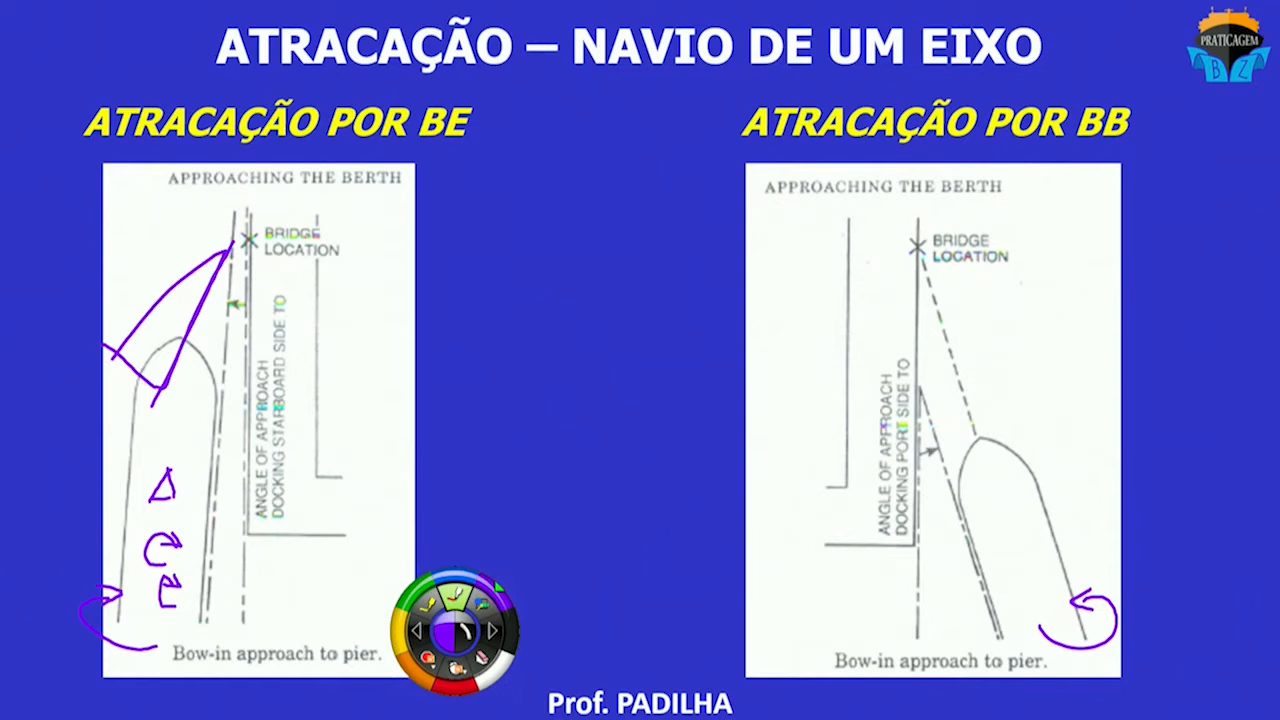 ATRACAÇÃO – NAVIO DE UM EIXO
PRATICAGEM
B Z
ATRACAÇÃO POR BE
ATRACAÇÃO POR BB
APPROACHING THE BERTH
BRIDGE
LOCATION
ANGLE OF APPROACH
DOCKING STARBOARD SIDE TO
Bow-in approach to pier.
APPROACHING THE BERTH
BRIDGE
LOCATION
ANGLE OF APPROACH
DOCKING PORT SIDE TO
Bow-in approach to pier.
Prof. PADILHA